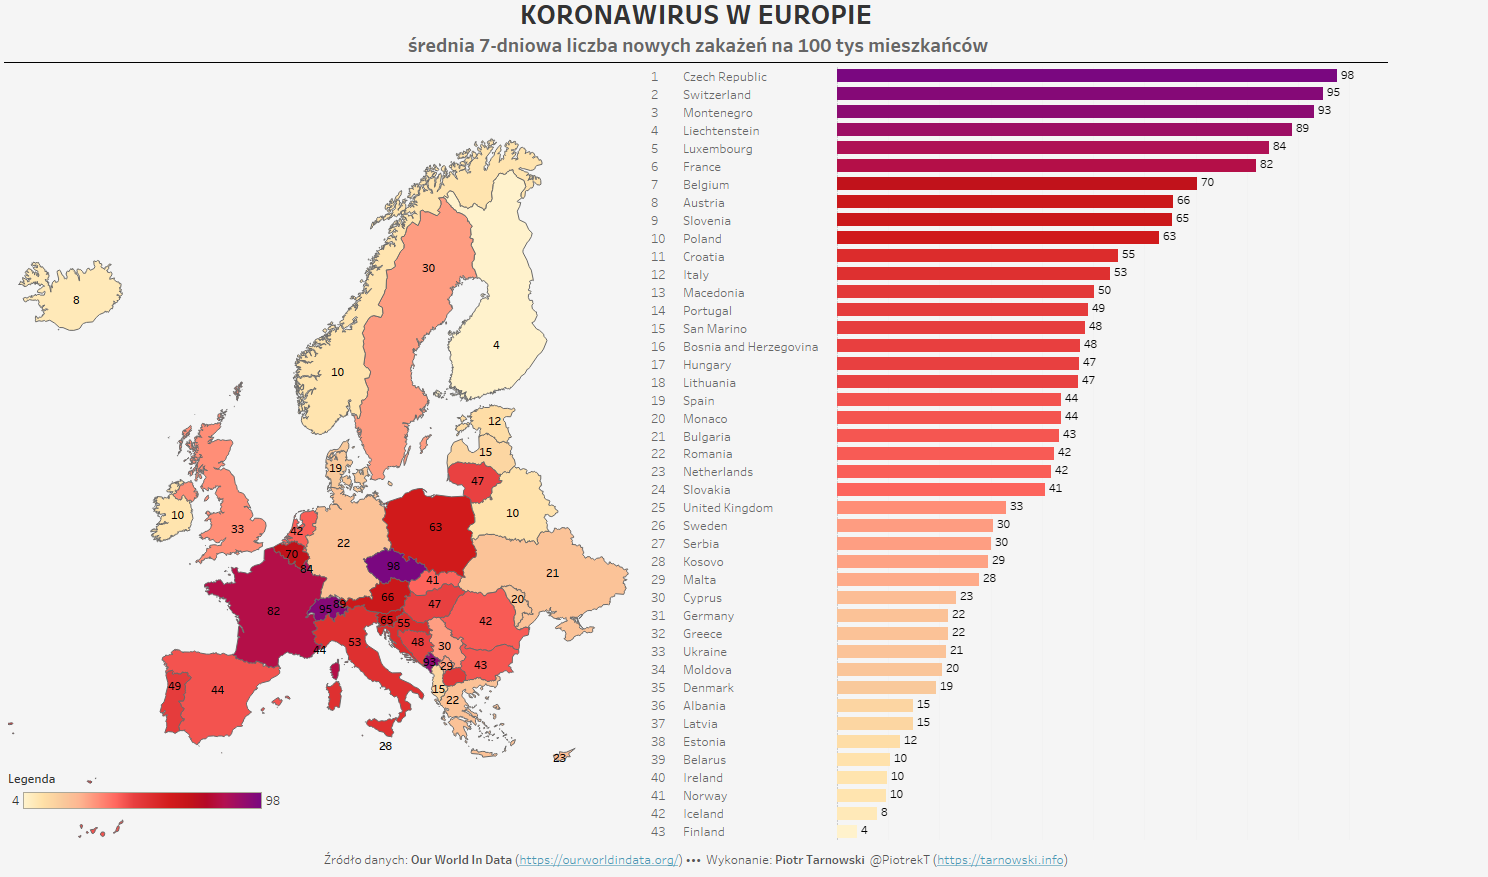 KORONAWIRUS W EUROPIE
średnia 7-dniowa liczba nowych zakażeń na 100 tys mieszkańców
1 Czech Republic 98
2 Switzerland 95
3 Montenegro 93
4 Liechtenstein 89
5 Luxembourg 84
6 France 82
7 Belgium 70
8 Austria 66
9 Slovenia 65
10 Poland 63
11 Croatia 55
12 Italy 53
13 Macedonia 50
14 Portugal 49
15 San Marino 48
16 Bosnia and Herzegovina 48
17 Hungary 47
18 Lithuania 47
19 Spain 44
20 Monaco 44
21 Bulgaria 43
22 Romania 42
23 Netherlands 42
24 Slovakia 41
25 United Kingdom 33
26 Sweden 30
27 Serbia 30
28 Kosovo 29
29 Malta 28
30 Cyprus 23
31 Germany 22
32 Greece 22
33 Ukraine 21
34 Moldova 20
35 Denmark 19
36 Albania 15
37 Latvia 15
38 Estonia 12
39 Belarus 10
40 Ireland 10
41 Norway 10
42 Iceland 8
43 Finland 4
30
8
4
10
12
15
19
47
10
10
33
42
63
22
70
84
98
21
41
82
95
89
66
47
20
65
55
42
53
48
30
44
93
29
43
49
44
15
22
28
23
Legenda
4 98
Źródło danych: Our World In Data (https://ourworldindata.org/) ••• Wykonanie: Piotr Tarnowski @PiotrekT (https://tarnowski.info)